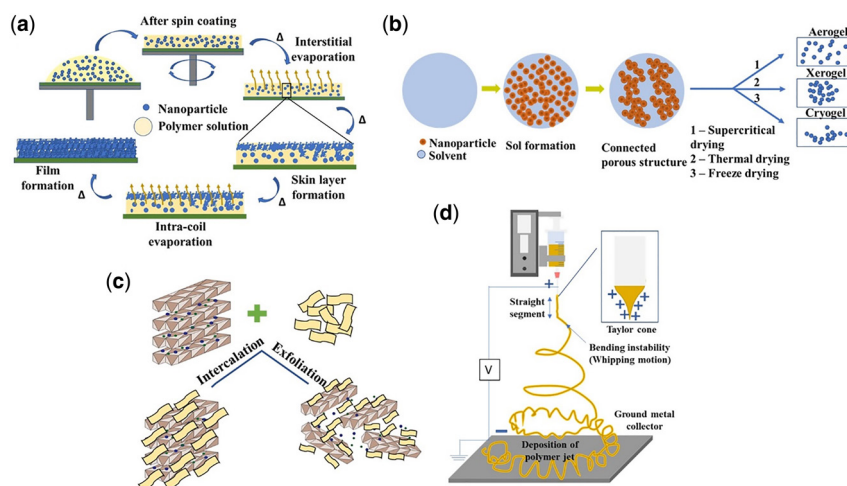 (a)
After spin coating
Δ
Interstitial
evaporation
Nanoparticle
Polymer solution
Δ
Film
formation
Δ
Intra-coil
evaporation
Δ
Skin layer
formation
(b)
Nanoparticle
Solvent
Sol formation
Connected
porous structure
1
2
3
1 – Supercritical
drying
2 – Thermal drying
3 – Freeze drying
Aerogel
Xerogel
Cryogel
(c)
+
Intercalation
Exfoliation
(d)
+
Straight
segment
V
Taylor cone
Bending instability
(Whipping motion)
Ground metal
collector
Deposition of
polymer jet